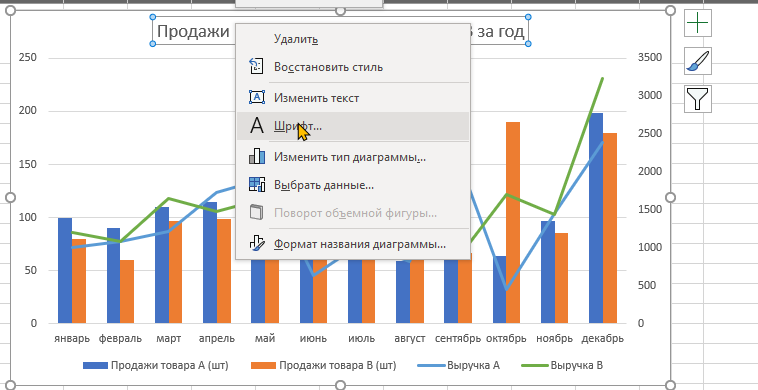 Продажи
В за год
Удалить
Восстановить стиль
Изменить текст
Шрифт...
Изменить тип диаграммы...
Выбрать данные...
Поворот объемной фигуры...
Формат названия диаграммы...
250
200
150
100
50
0
3500
3000
2500
2000
1500
1000
500
0
январь февраль март апрель май июнь июль август сентябрь октябрь ноябрь декабрь
Продажи товара А (шт) Продажи товара В (шт) Выручка А Выручка В